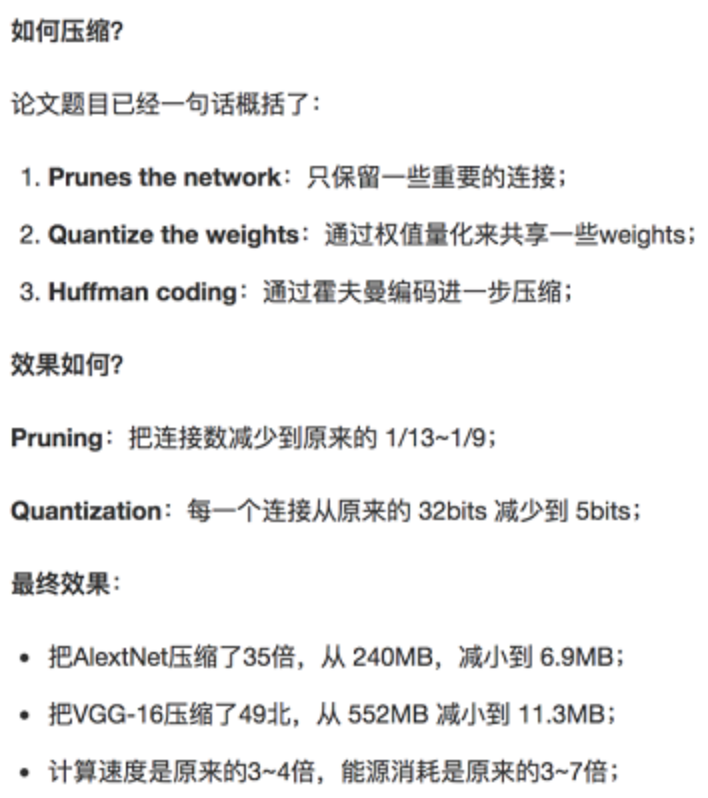 如何压缩?
论文题目已经一句话概括了：
1. Prunes the network：只保留一些重要的连接；
2. Quantize the weights：通过权值量化来共享一些weights；
3. Huffman coding：通过霍夫曼编码进一步压缩；
效果如何?
Pruning：把连接数减少到原来的 1/13~1/9；
Quantization：每一个连接从原来的 32bits 减少到 5bits；
最终效果：
• 把AlextNet压缩了35倍，从 240MB，减小到 6.9MB；
• 把VGG-16压缩了49北，从 552MB 减小到 11.3MB；
• 计算速度是原来的3~4倍，能源消耗是原来的3~7倍；